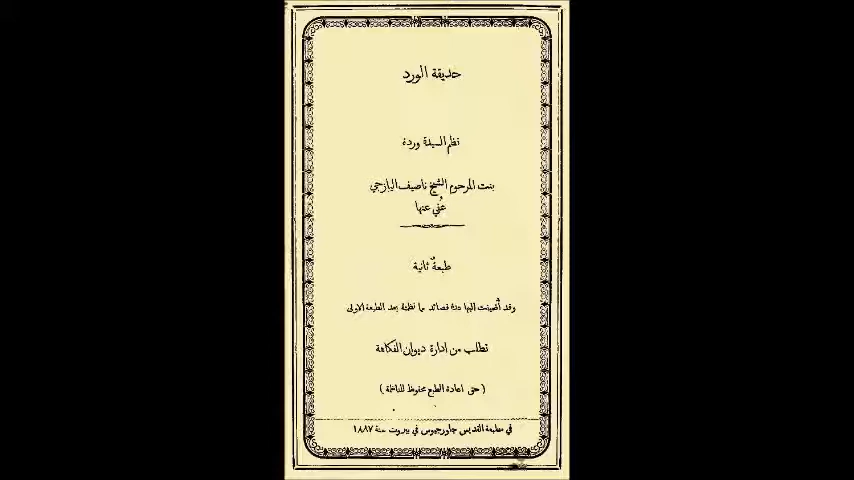 حديقة الورد
نظم السيدة وردة
بنت المرحوم الشيخ ناصيف اليازجي
عُفي عنها
طبعةٌ ثانية
وقد أُضيفت اليها عدة قصائد مما نظمتهُ بعد الطبعة الاولى
تطلب من ادارة ديوان الفكاهة
( حق اعادة الطبع محفوظ للناظمة )
في مطبعة القديس جاورجيوس في بيروت سنة ١٨٨٧